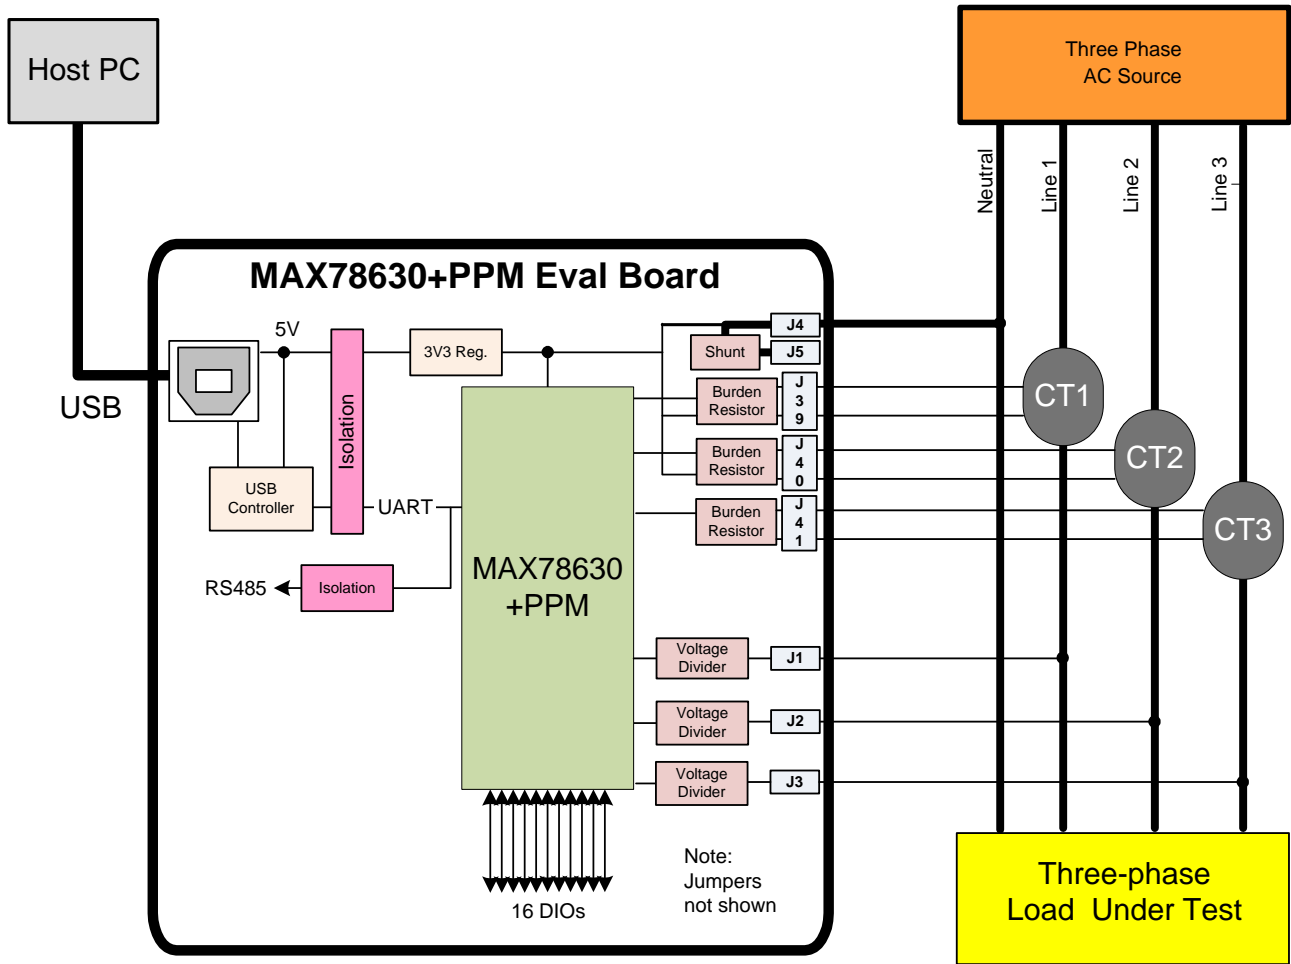 Host PC
Three Phase
AC Source
Neutral
Line 1
Line 2
Line 3
MAX78630+PPM Eval Board
5V
3V3 Reg.
Shunt
J4
J5
USB
Isolation
Burden
Resistor
J
3
9
CT1
Burden
Resistor
J
4
0
CT2
USB
Controller
UART
Burden
Resistor
J
4
1
CT3
RS485
Isolation
MAX78630
+PPM
Voltage
Divider
J1
Voltage
Divider
J2
Voltage
Divider
J3
16 DIOs
Note:
Jumpers
not shown
Three-phase
Load Under Test